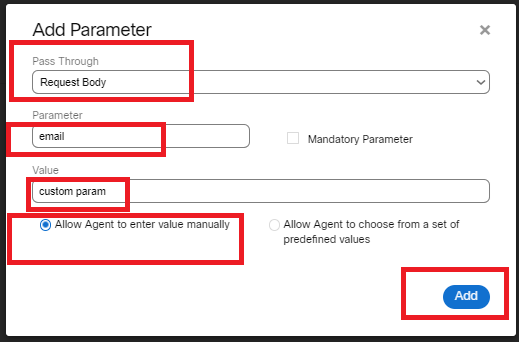 Add Parameter
Pass Through
Request Body
Parameter
email
Mandatory Parameter
Value
custom param
Allow Agent to enter value manually
Allow Agent to choose from a set of
predefined values
Add